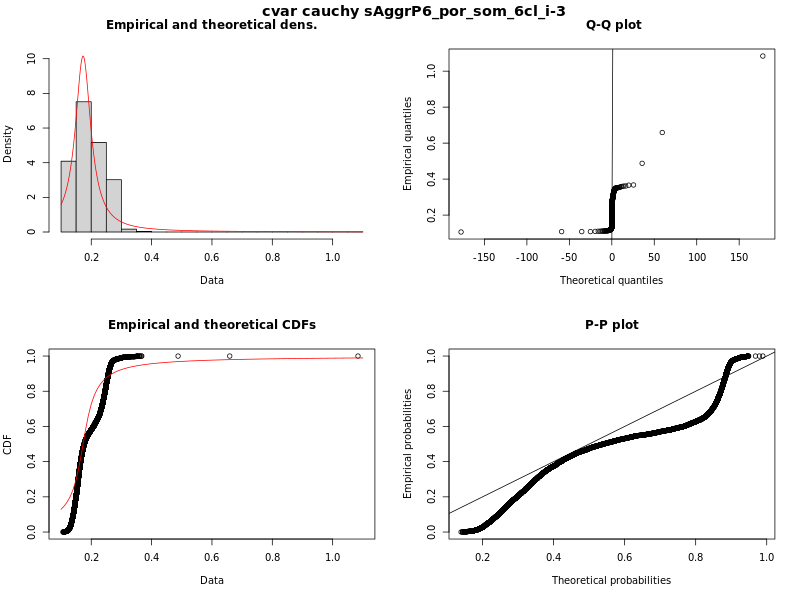 cvar cauchy sAggrP6_por_som_6cl_i-3
Empirical and theoretical dens.
Density
0 2 4 6 8 10
0.2 0.4 0.6 0.8 1.0
Data
Q-Q plot
Empirical quantiles
0.2 0.4 0.6 0.8 1.0
-150 -100 -50 0 50 100 150
Theoretical quantiles
Empirical and theoretical CDFs
CDF
0.0 0.2 0.4 0.6 0.8 1.0
0.2 0.4 0.6 0.8 1.0
Data
P-P plot
Empirical probabilities
0.0 0.2 0.4 0.6 0.8 1.0
0.2 0.4 0.6 0.8 1.0
Theoretical probabilities